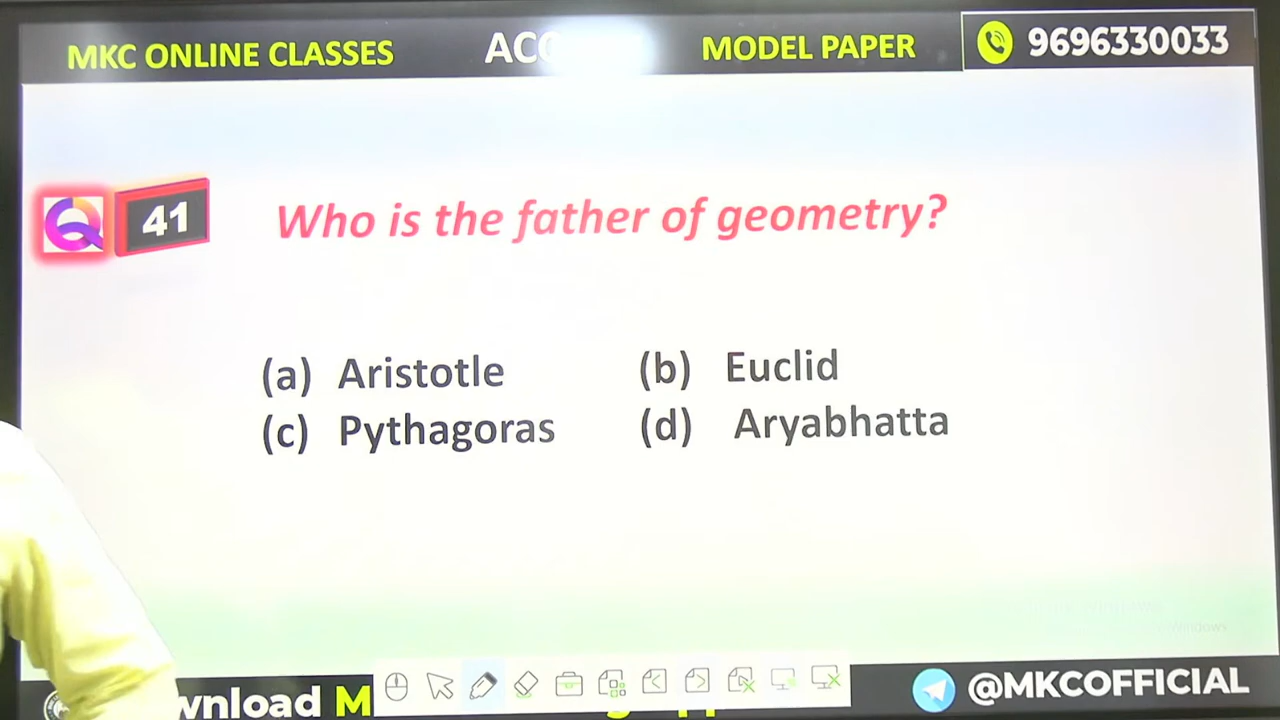 MKC ONLINE CLASSES
MODEL PAPER
9696330033
41
Who is the father of geometry?
(a) Aristotle
(b) Euclid
(c) Pythagoras
(d) Aryabhatta
@MKCOFFICIAL